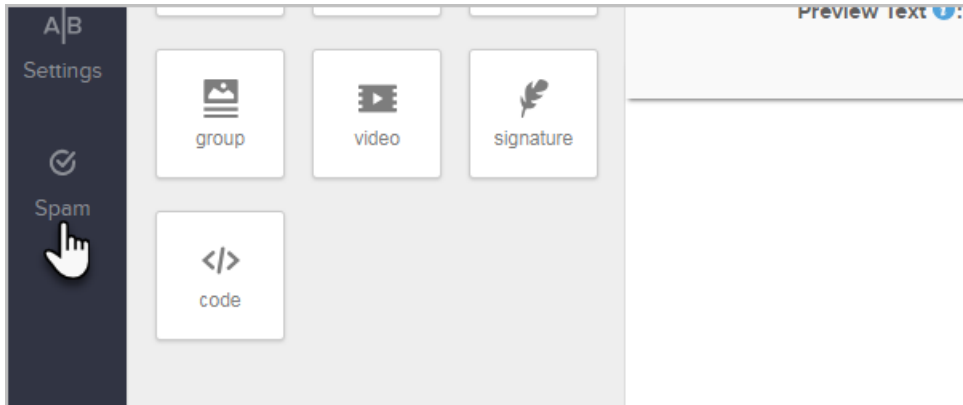 Preview Text :
A|B
Settings
group
video
signature
Spam
</> 
code